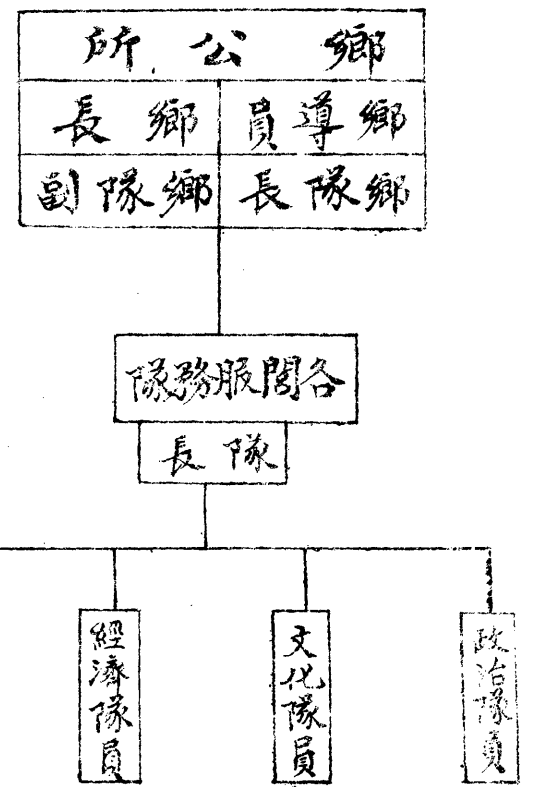 鄉公所
鄉導員
鄉長
鄉隊長
鄉隊副
各閭服務隊
隊長
政治隊員
文化隊員
經濟隊員